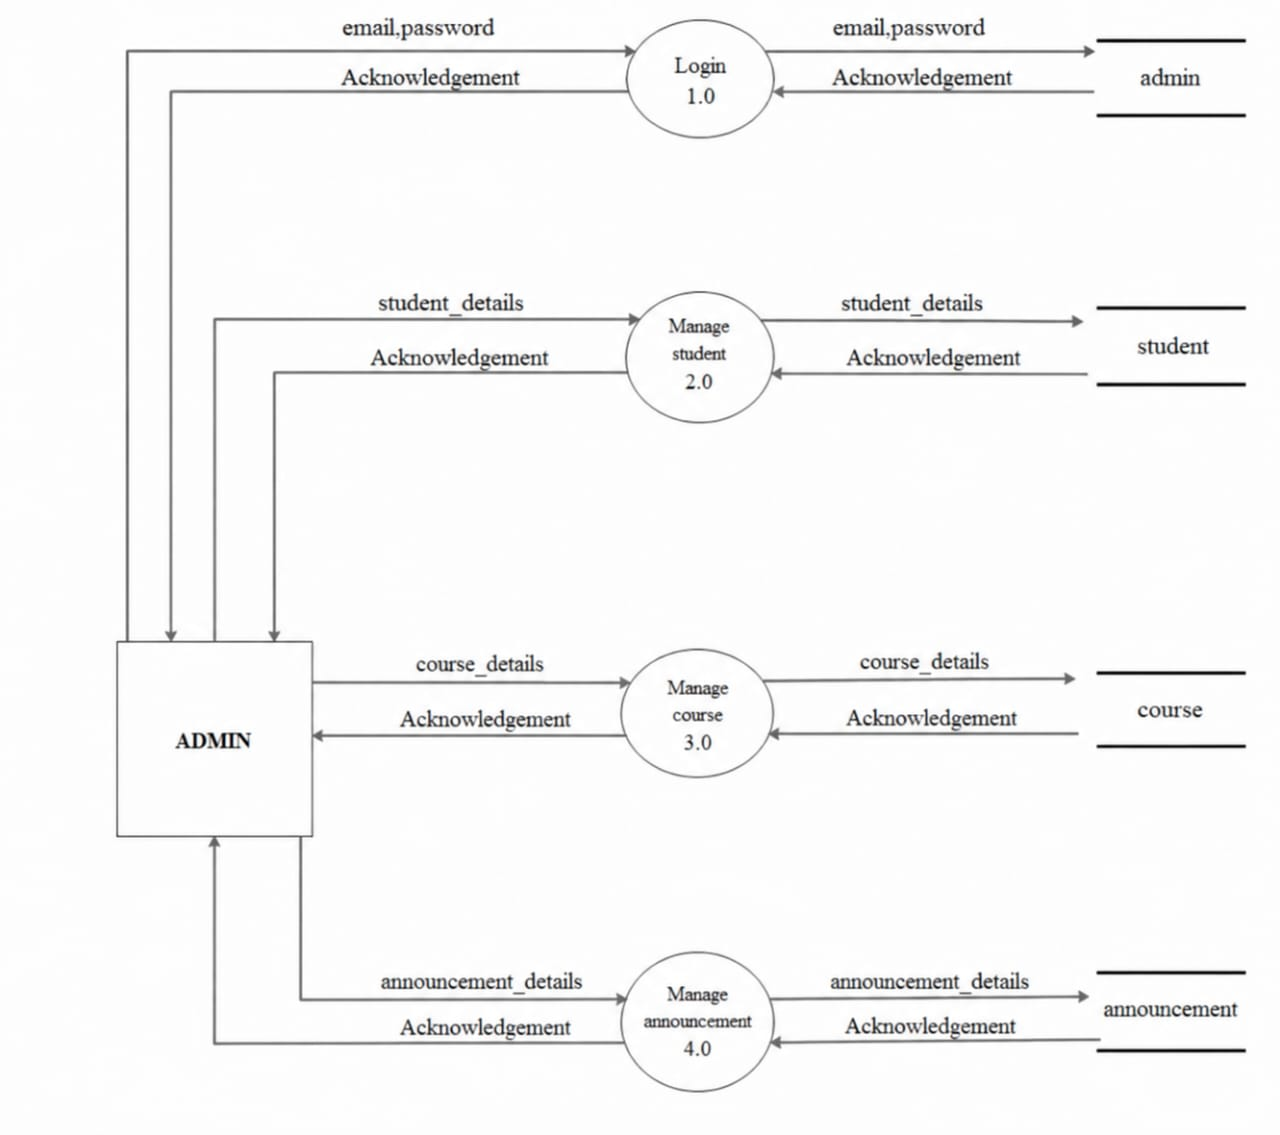 email,password
email,password
Login
1.0
admin
Acknowledgement
Acknowledgement
student_details
student_details
Manage
student
2.0
student
Acknowledgement
Acknowledgement
course_details
course_details
Manage
course
3.0
course
Acknowledgement
Acknowledgement
ADMIN
announcement_details
announcement_details
Manage
announcement
4.0
announcement
Acknowledgement
Acknowledgement